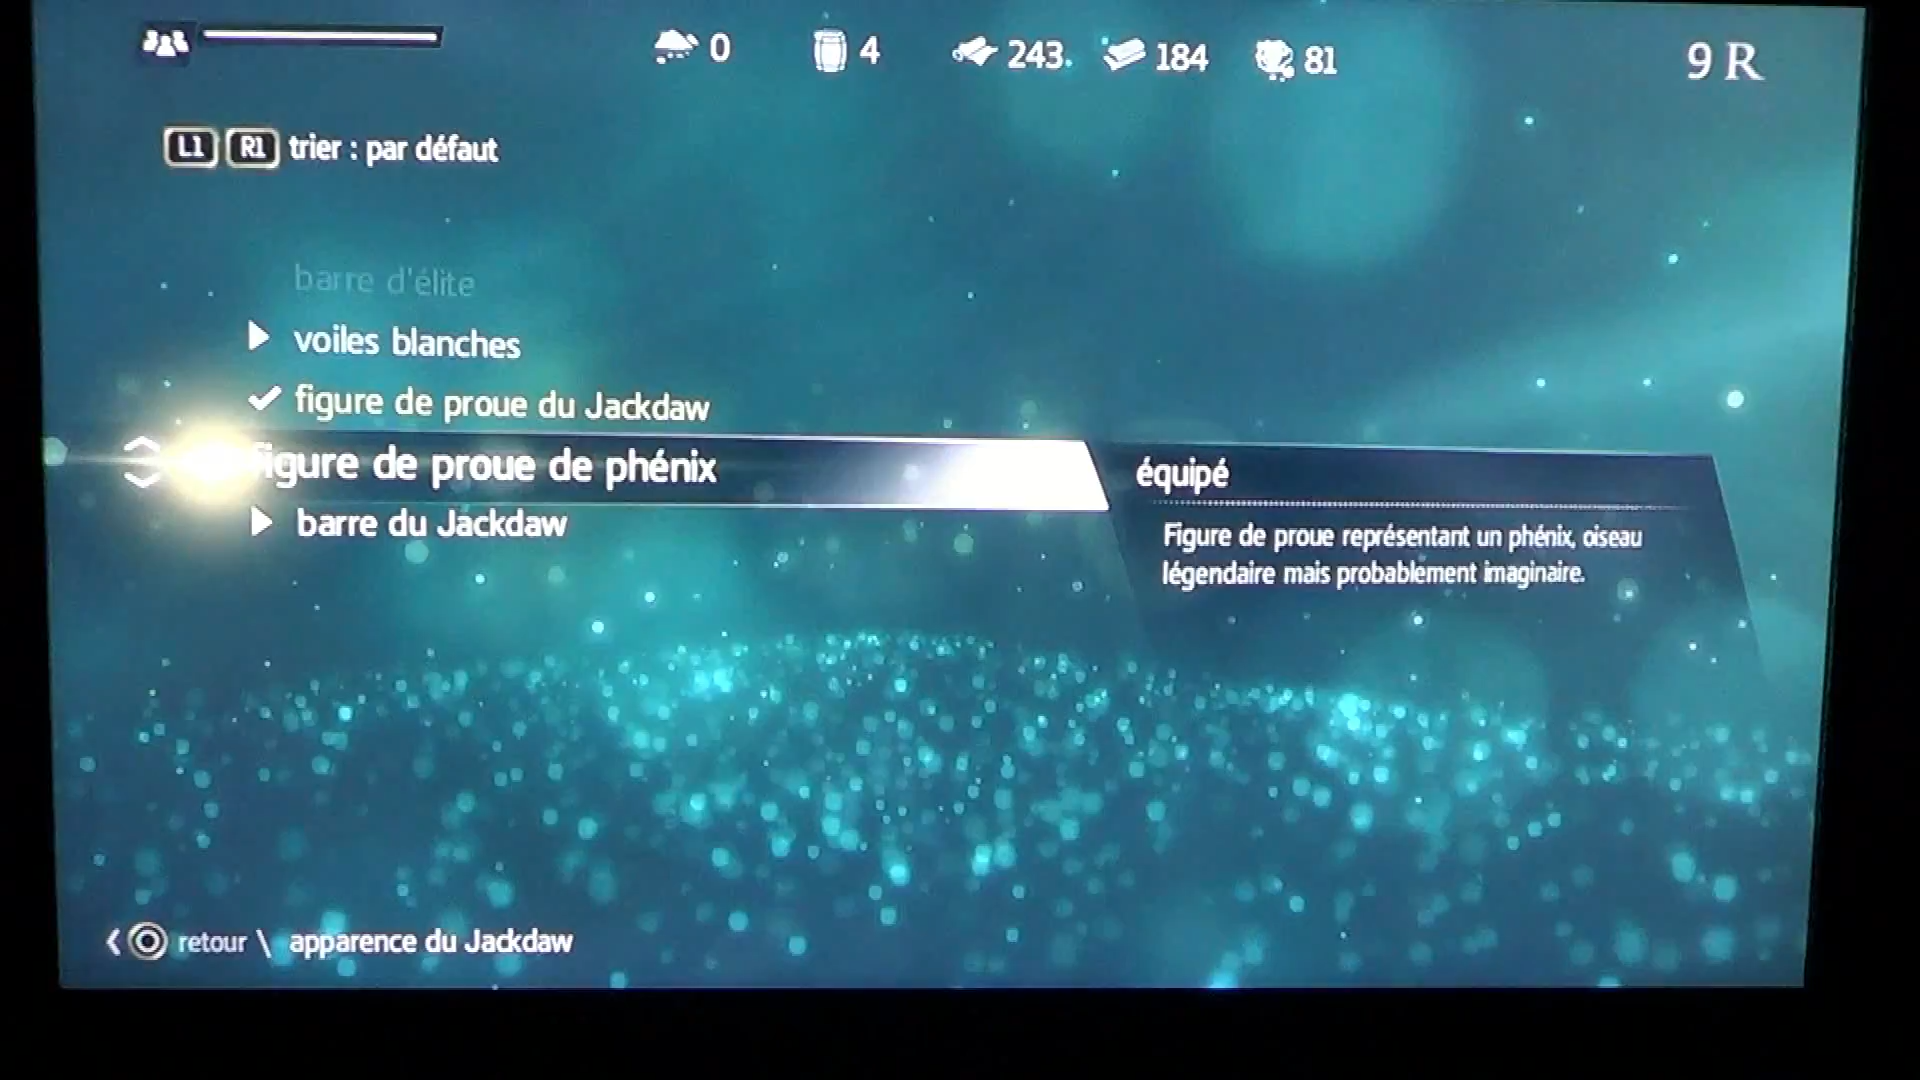 0 4 243 184 81 9 R
L1 R1 trier : par défaut
barre d'élite
voiles blanches
figure de proue du Jackdaw
figure de proue de phénix
barre du Jackdaw
équipé
Figure de proue représentant un phénix, oiseau
légendaire mais probablement imaginaire.
retour \ apparence du Jackdaw